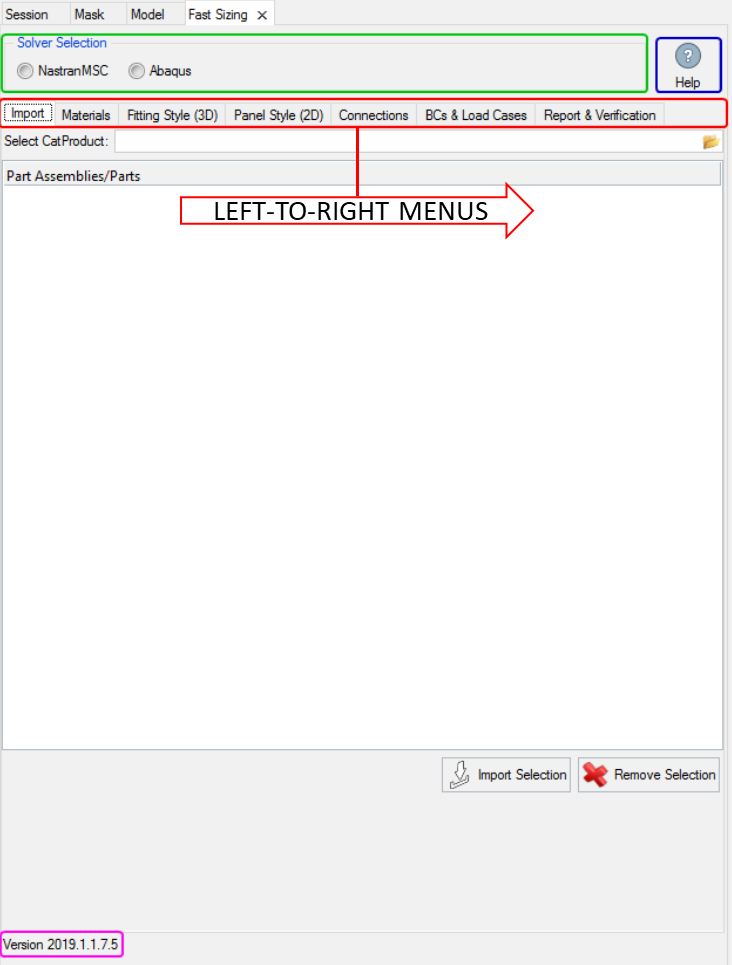 Session Mask Model Fast Sizing
Solver Selection
NastranMSC Abaqus
Help
Import Materials Fitting Style (3D) Panel Style (2D) Connections BCs & Load Cases Report & Verification
Select CatProduct:
Part Assemblies/Parts
LEFT-TO-RIGHT MENUS
Import Selection Remove Selection
Version 2019.1.1.7.5